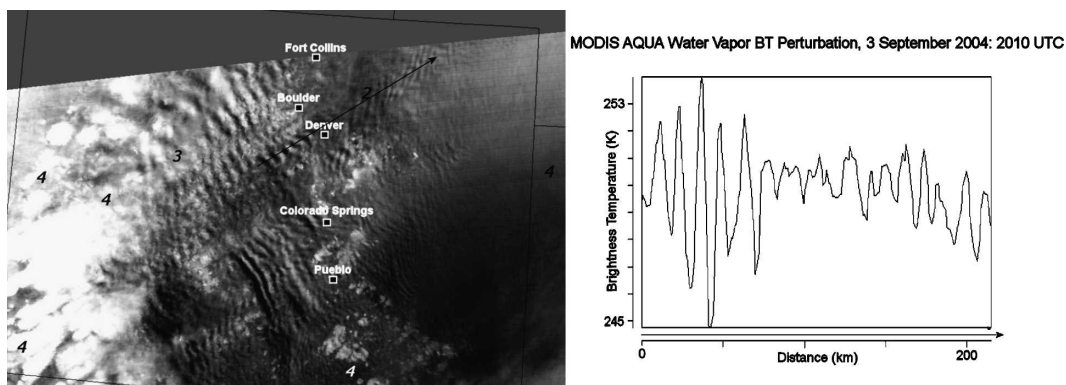 Fort Collins
Boulder
2
Denver
3
4
4
4
Colorado Springs
Pueblo
4
4
MODIS AQUA Water Vapor BT Perturbation, 3 September 2004: 2010 UTC
253
Brightness Temperature (K)
245
0
200
Distance (km)